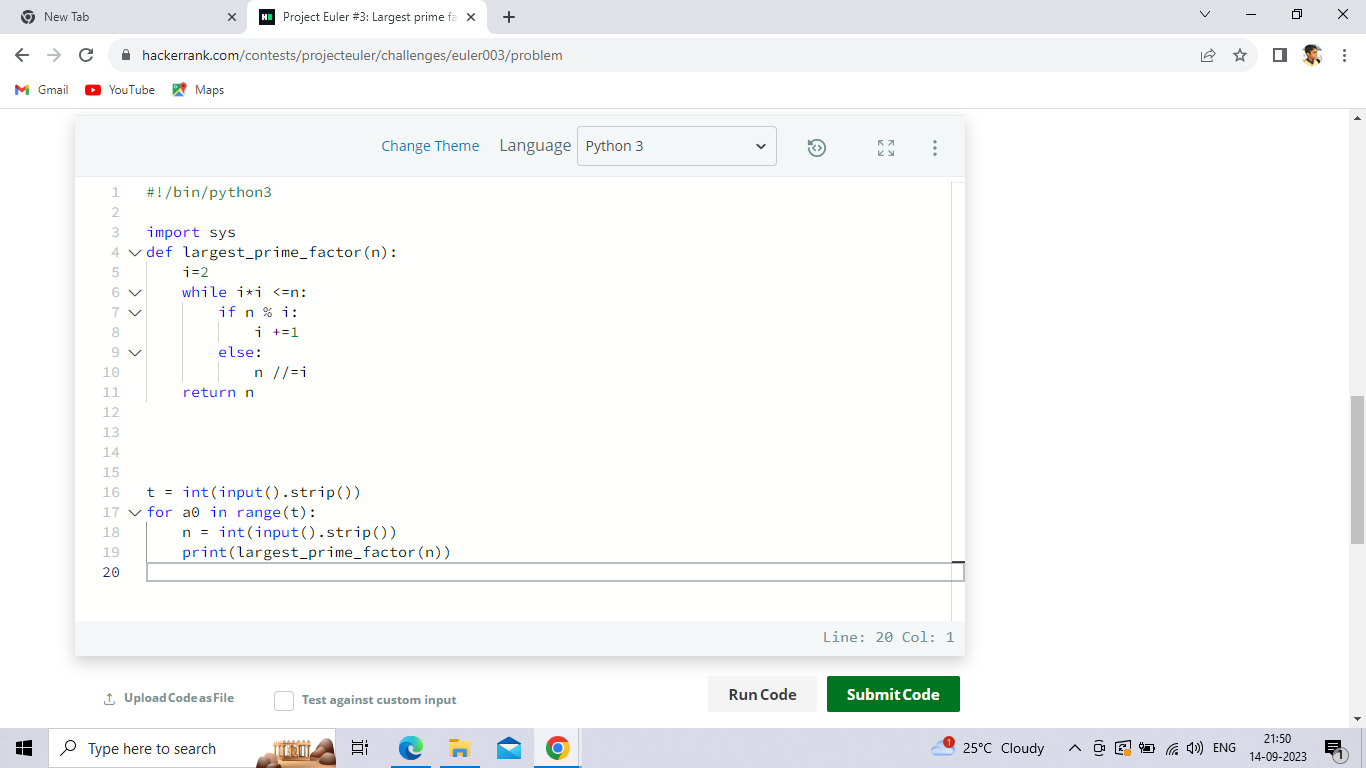 New Tab
Project Euler #3: Largest prime fa
hackerrank.com/contests/projecteuler/challenges/euler003/problem
Gmail
YouTube
Maps
Change Theme Language Python 3
1 #!/bin/python3
2
3 import sys
4 def largest_prime_factor(n):
5 i=2
6 while i*i <=n:
7 if n % i:
8 i +=1
9 else:
10 n //=i
11 return n
12
13
14
15
16 t = int(input().strip())
17 for a0 in range(t):
18 n = int(input().strip())
19 print(largest_prime_factor(n))
20
Line: 20 Col: 1
Upload Code as File
Test against custom input
Run Code
Submit Code
Type here to search
1
25°C Cloudy
ENG
21:50
14-09-2023
1